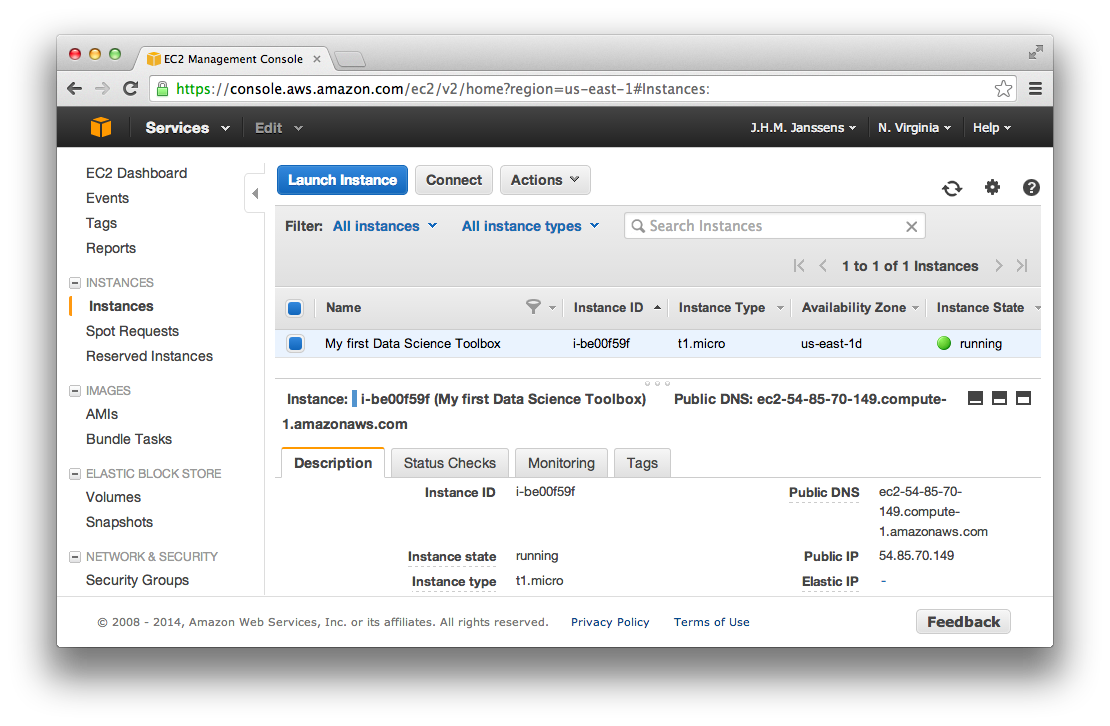 EC2 Management Console
https://console.aws.amazon.com/ec2/v2/home?region=us-east-1#Instances:
Services Edit J.H.M. Janssens N. Virginia Help
EC2 Dashboard
Events
Tags
Reports
INSTANCES
Instances
Spot Requests
Reserved Instances
IMAGES
AMIs
Bundle Tasks
ELASTIC BLOCK STORE
Volumes
Snapshots
NETWORK & SECURITY
Security Groups
Launch Instance Connect Actions
Filter: All instances All instance types Search Instances
1 to 1 of 1 Instances
Name Instance ID Instance Type Availability Zone Instance State
My first Data Science Toolbox i-be00f59f t1.micro us-east-1d running
Instance: i-be00f59f (My first Data Science Toolbox) Public DNS: ec2-54-85-70-149.compute-
1.amazonaws.com
Description Status Checks Monitoring Tags
Instance ID i-be00f59f Public DNS ec2-54-85-70-
149.compute-
1.amazonaws.com
Instance state running Public IP 54.85.70.149
Instance type t1.micro Elastic IP -
© 2008 - 2014, Amazon Web Services, Inc. or its affiliates. All rights reserved. Privacy Policy Terms of Use Feedback